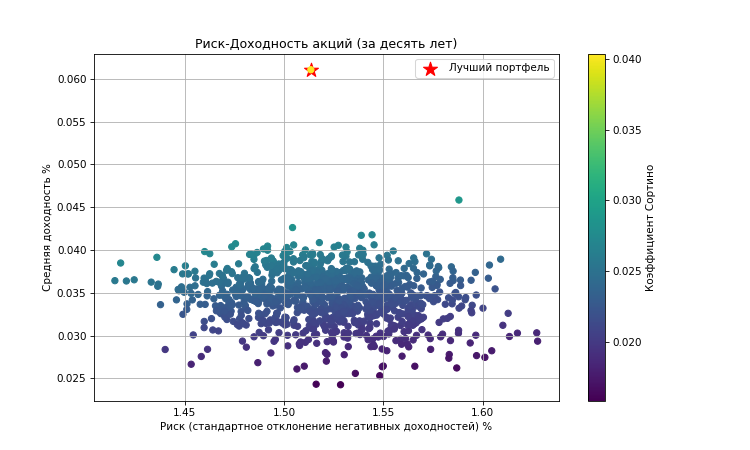 Риск-Доходность акций (за десять лет)
Лучший портфель
Средняя доходность %
0.060
0.055
0.050
0.045
0.040
0.035
0.030
0.025
1.45 1.50 1.55 1.60
Риск (стандартное отклонение негативных доходностей) %
0.040
0.035
0.030
0.025
0.020
Коэффициент Сортино